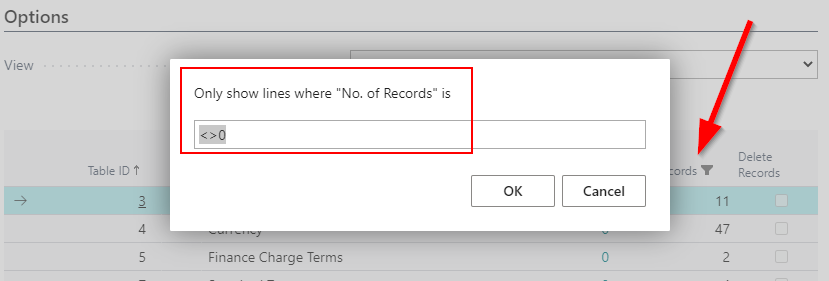 Options
View
Only show lines where "No. of Records" is
<>0
OK
Cancel
Table ID ↑
cords
Delete Records
→ 3 11
4 Currency 0 47
5 Finance Charge Terms 0 2